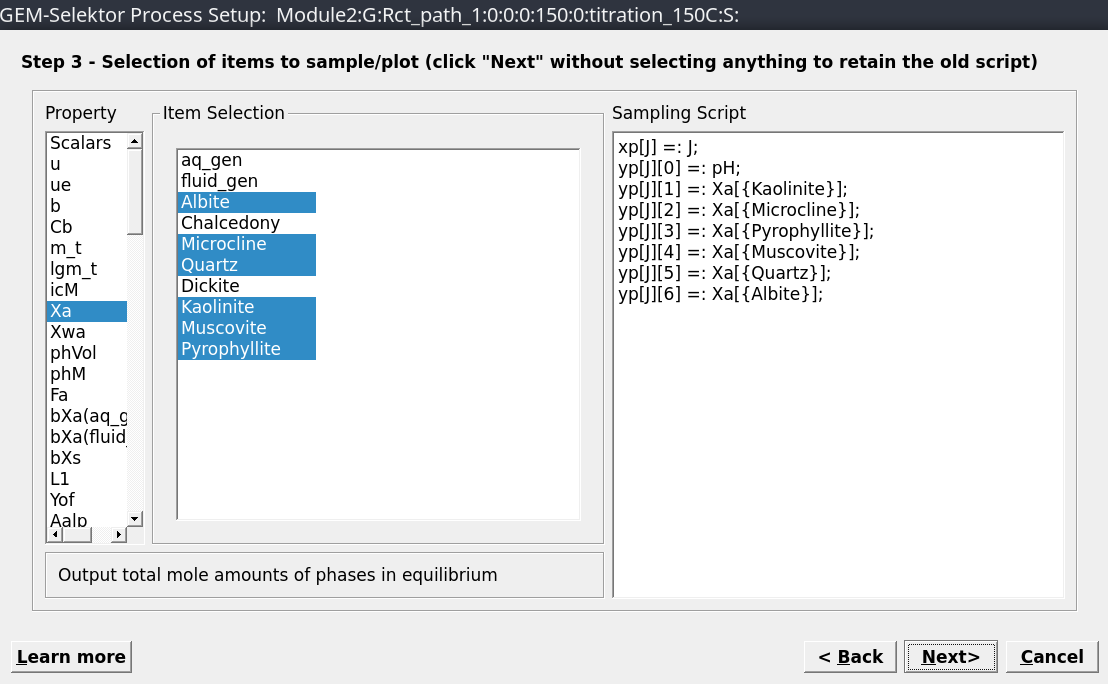 GEM-Selektor Process Setup:  Module2:G:Rct_path_1:0:0:0:150:0:titration_150C:S:
Step 3 - Selection of items to sample/plot (click "Next" without selecting anything to retain the old script)
Property
Scalars
u
ue
b
Cb
m_t
lgm_t
icM
Xa
Xwa
phVol
phM
Fa
bXa(aq_g
bXa(fluid_
bXs
L1
Yof
Aalp
Item Selection
aq_gen
fluid_gen
Albite
Chalcedony
Microcline
Quartz
Dickite
Kaolinite
Muscovite
Pyrophyllite
Output total mole amounts of phases in equilibrium
Sampling Script
xp[J] =: J;
yp[J][0] =: pH;
yp[J][1] =: Xa[{Kaolinite}];
yp[J][2] =: Xa[{Microcline}];
yp[J][3] =: Xa[{Pyrophyllite}];
yp[J][4] =: Xa[{Muscovite}];
yp[J][5] =: Xa[{Quartz}];
yp[J][6] =: Xa[{Albite}];
Learn more
< Back
Next>
Cancel